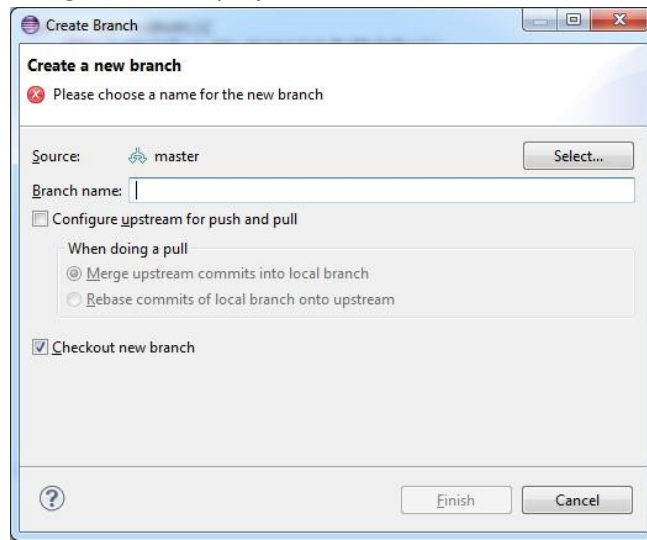 Create Branch
Create a new branch
Please choose a name for the new branch
Source: master Select...
Branch name:
Configure upstream for push and pull
When doing a pull
Merge upstream commits into local branch
Rebase commits of local branch onto upstream
Checkout new branch
Finish Cancel